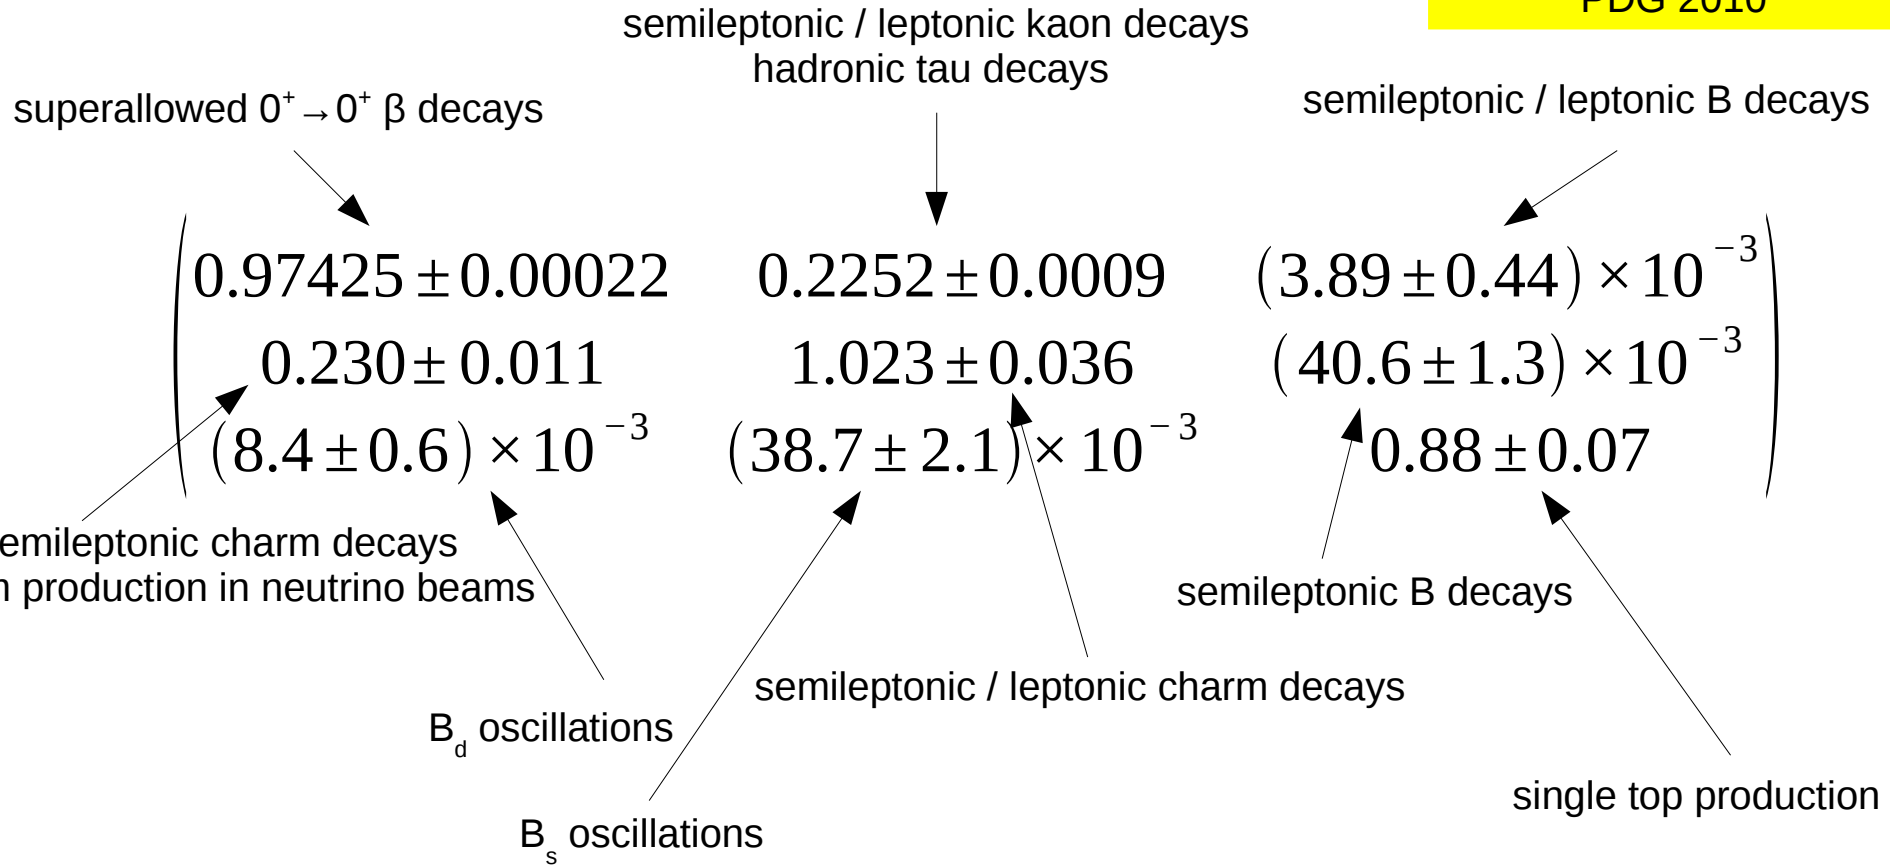 PDG 2010
semileptonic / leptonic kaon decays
hadronic tau decays
superallowed 0⁺→0⁺ β decays
semileptonic / leptonic B decays
0.97425 ± 0.00022 0.2252 ± 0.0009 (3.89 ± 0.44) × 10⁻³
0.230 ± 0.011 1.023 ± 0.036 (40.6 ± 1.3) × 10⁻³
(8.4 ± 0.6) × 10⁻³ (38.7 ± 2.1) × 10⁻³ 0.88 ± 0.07
emileptonic charm decays
production in neutrino beams
semileptonic B decays
semileptonic / leptonic charm decays
B_d oscillations
single top production
B_s oscillations